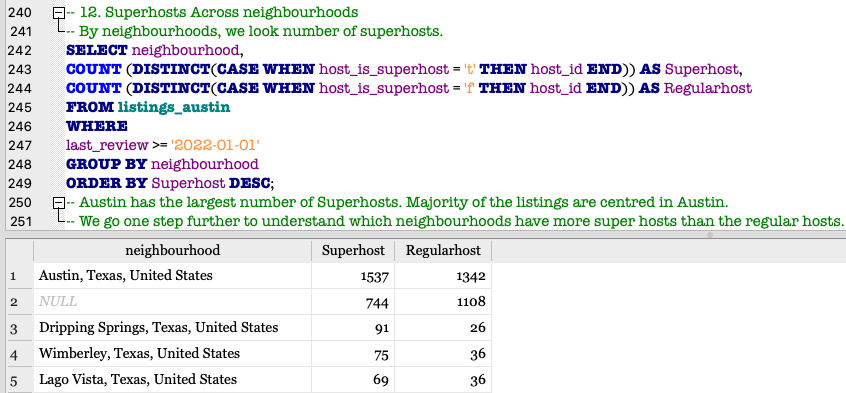 240 -- 12. Superhosts Across neighbourhoods
241 -- By neighbourhoods, we look number of superhosts.
242 SELECT neighbourhood,
243 COUNT (DISTINCT(CASE WHEN host_is_superhost = 't' THEN host_id END)) AS Superhost,
244 COUNT (DISTINCT(CASE WHEN host_is_superhost = 'f' THEN host_id END)) AS Regularhost
245 FROM listings_austin
246 WHERE
247 last_review >= '2022-01-01'
248 GROUP BY neighbourhood
249 ORDER BY Superhost DESC;
250 -- Austin has the largest number of Superhosts. Majority of the listings are centred in Austin.
251 -- We go one step further to understand which neighbourhoods have more super hosts than the regular hosts.
neighbourhood Superhost Regularhost
1 Austin, Texas, United States 1537 1342
2 NULL 744 1108
3 Dripping Springs, Texas, United States 91 26
4 Wimberley, Texas, United States 75 36
5 Lago Vista, Texas, United States 69 36